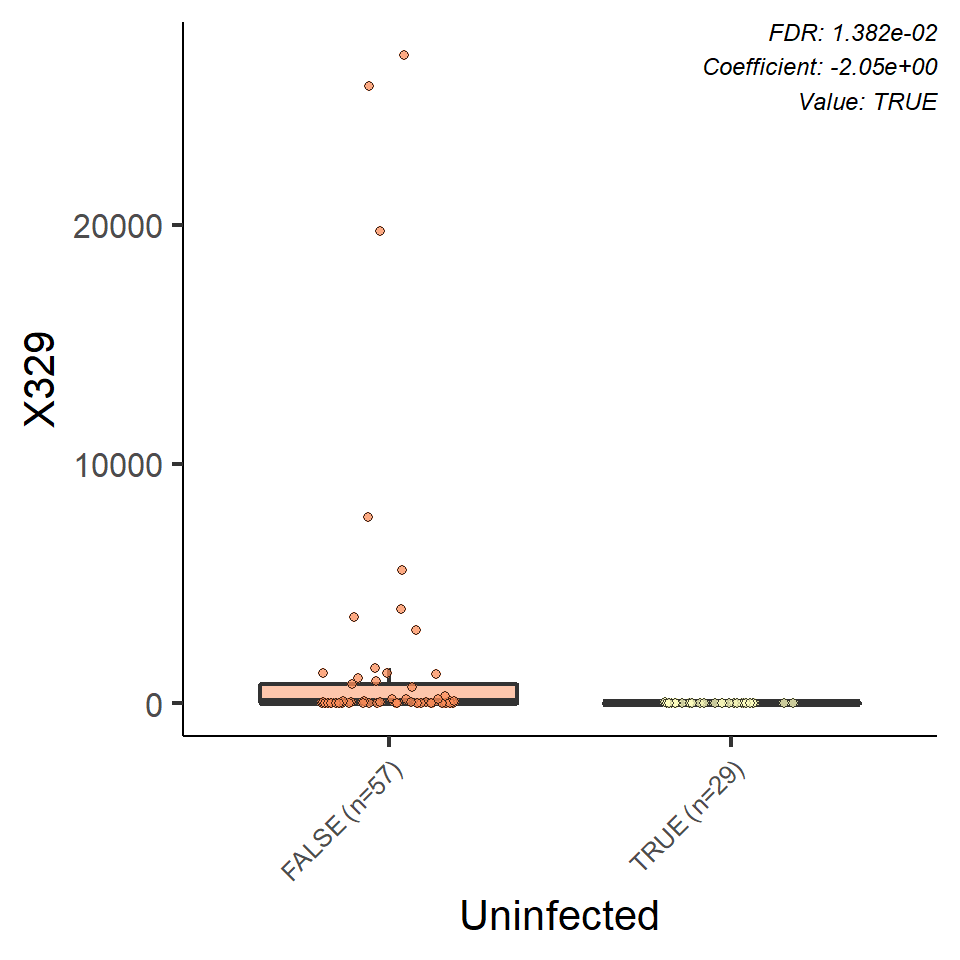 FDR: 1.382e-02
Coefficient: -2.05e+00
Value: TRUE
X329
20000
10000
0
FALSE (n=57)
TRUE (n=29)
Uninfected